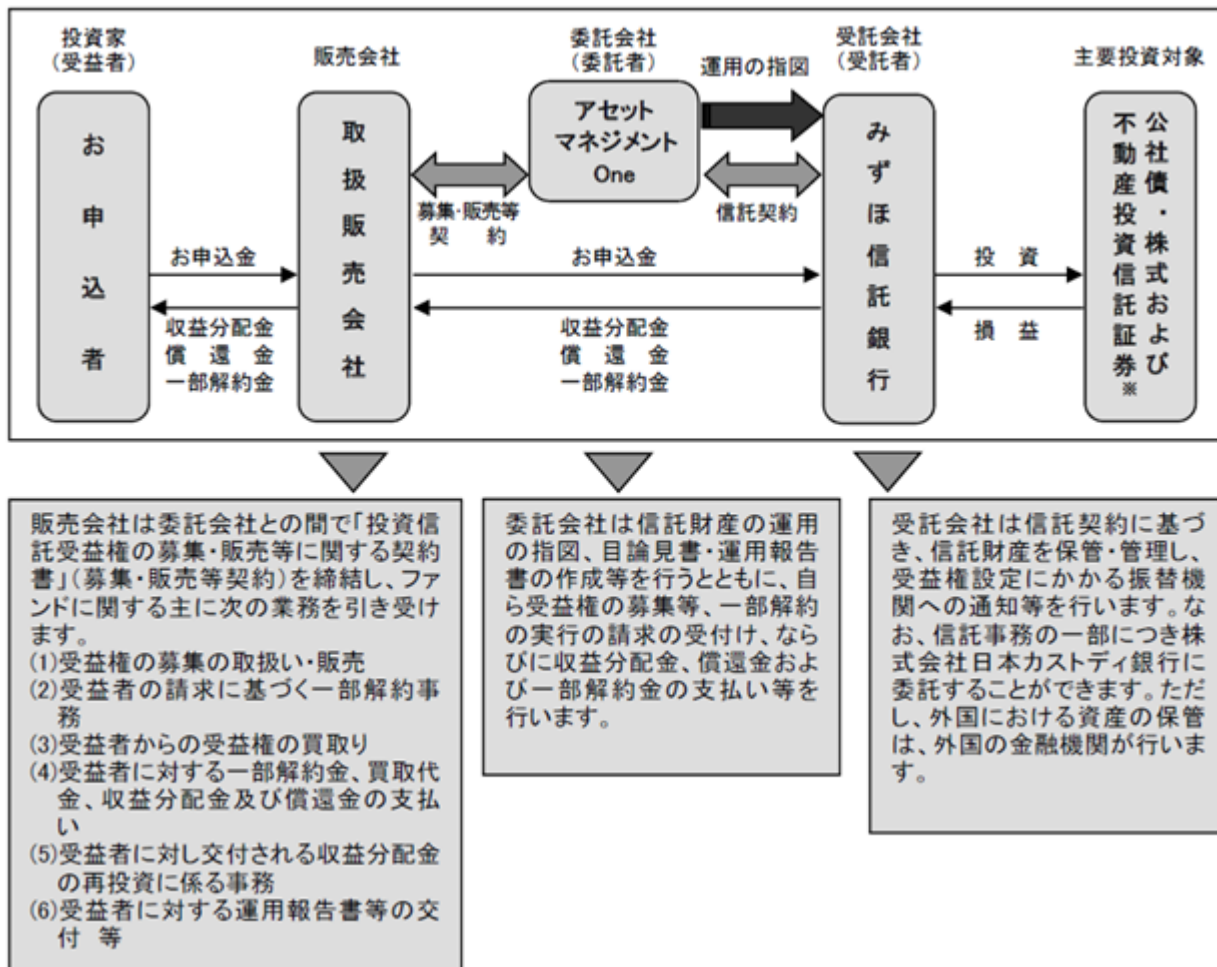 投資家
(受益者)
販売会社
委託会社
(委託者)
運用の指図
受託会社
(受託者)
主要投資対象
お申込者
取扱販売会社
アセット
マネジメント
One
みずほ信託銀行
公社債・株式および
不動産投資信託証券※
募集・販売等
契 約
信託契約
お申込金
お申込金
投 資
収益分配金
償 還 金
一部解約金
収益分配金
償 還 金
一部解約金
損 益
販売会社は委託会社との間で「投資信
託受益権の募集・販売等に関する契約
書」(募集・販売等契約)を締結し、ファ
ンドに関する主に次の業務を引き受け
ます。
(1)受益権の募集の取扱い・販売
(2)受益者の請求に基づく一部解約事
務
(3)受益者からの受益権の買取り
(4)受益者に対する一部解約金、買取代
金、収益分配金及び償還金の支払
い
(5)受益者に対し交付される収益分配金
の再投資に係る事務
(6)受益者に対する運用報告書等の交
付 等
委託会社は信託財産の運用
の指図、目論見書・運用報告
書の作成等を行うとともに、自
ら受益権の募集等、一部解約
の実行の請求の受付け、なら
びに収益分配金、償還金およ
び一部解約金の支払い等を
行います。
受託会社は信託契約に基づ
き、信託財産を保管・管理し、
受益権設定にかかる振替機
関への通知等を行います。な
お、信託事務の一部につき株
式会社日本カストディ銀行に
委託することができます。ただ
し、外国における資産の保管
は、外国の金融機関が行いま
す。